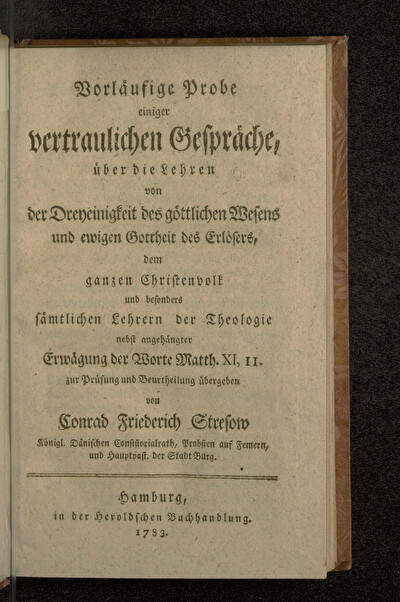 Vorläufige Probe
einiger
vertraulichen Gespräche,
über die Lehren
von
der Dreyeinigkeit des göttlichen Wesens
und ewigen Gottheit des Erlösers,
dem
ganzen Christenvolk
und besonders
sämtlichen Lehrern der Theologie
nebst angehängter
Erwägung der Worte Matth. XI, 11.
zur Prüfung und Beurtheilung übergeben
von
Conrad Friederich Stresow
Königl. Dänischen Consistorialrath, Probsten auf Femern,
und Hauptpast. der Stadt Burg.
Hamburg,
in der Heroldschen Buchhandlung.
1783.